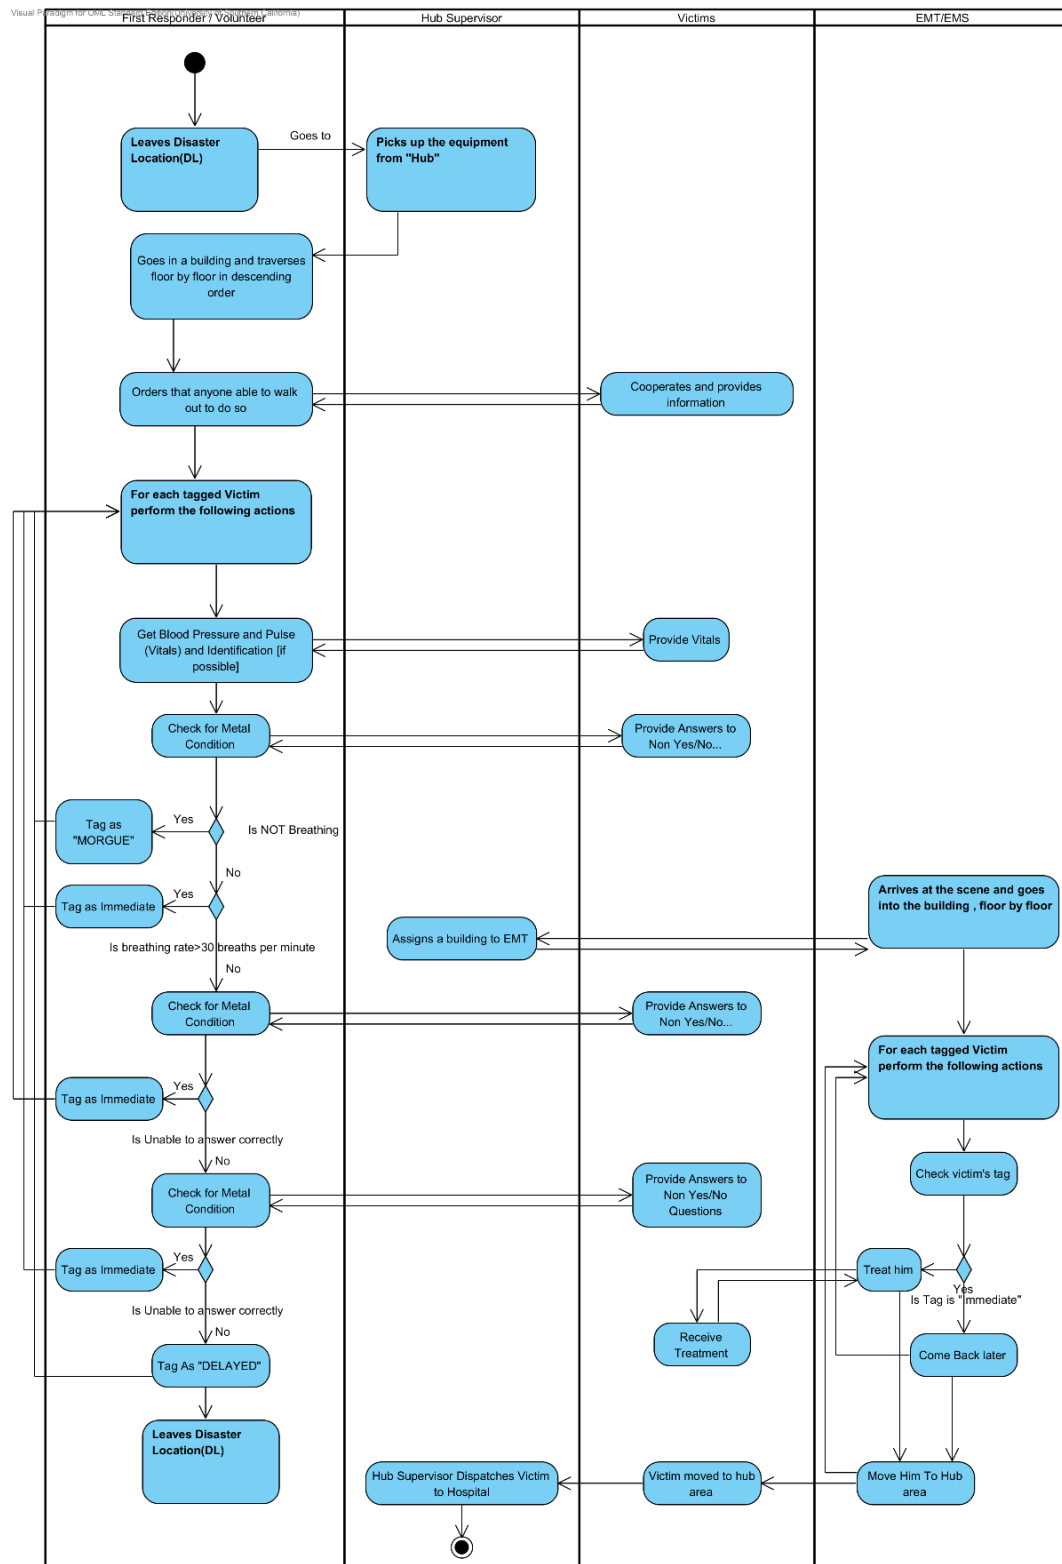 Visual Paradigm for UML Standard Edition(University of Southern California)
First Responder / Volunteer
Hub Supervisor
Victims
EMT/EMS
Leaves Disaster
Location(DL)
Goes to
Picks up the equipment
from "Hub"
Goes in a building and traverses
floor by floor in descending
order
Orders that anyone able to walk
out to do so
Cooperates and provides
information
For each tagged Victim
perform the following actions
Get Blood Pressure and Pulse
(Vitals) and Identification [if
possible]
Provide Vitals
Check for Metal
Condition
Provide Answers to
Non Yes/No...
Tag as
"MORGUE"
Yes
Is NOT Breathing
No
Tag as Immediate
Yes
Is breathing rate>30 breaths per minute
No
Assigns a building to EMT
Arrives at the scene and goes
into the building , floor by floor
Check for Metal
Condition
Provide Answers to
Non Yes/No...
For each tagged Victim
perform the following actions
Tag as Immediate
Yes
Is Unable to answer correctly
No
Check victim's tag
Check for Metal
Condition
Provide Answers to
Non Yes/No
Questions
Tag as Immediate
Yes
Is Unable to answer correctly
No
Treat him
Yes
Is Tag is "Immediate"
Receive
Treatment
Come Back later
Tag As "DELAYED"
Leaves Disaster
Location(DL)
Hub Supervisor Dispatches Victim
to Hospital
Victim moved to hub
area
Move Him To Hub
area